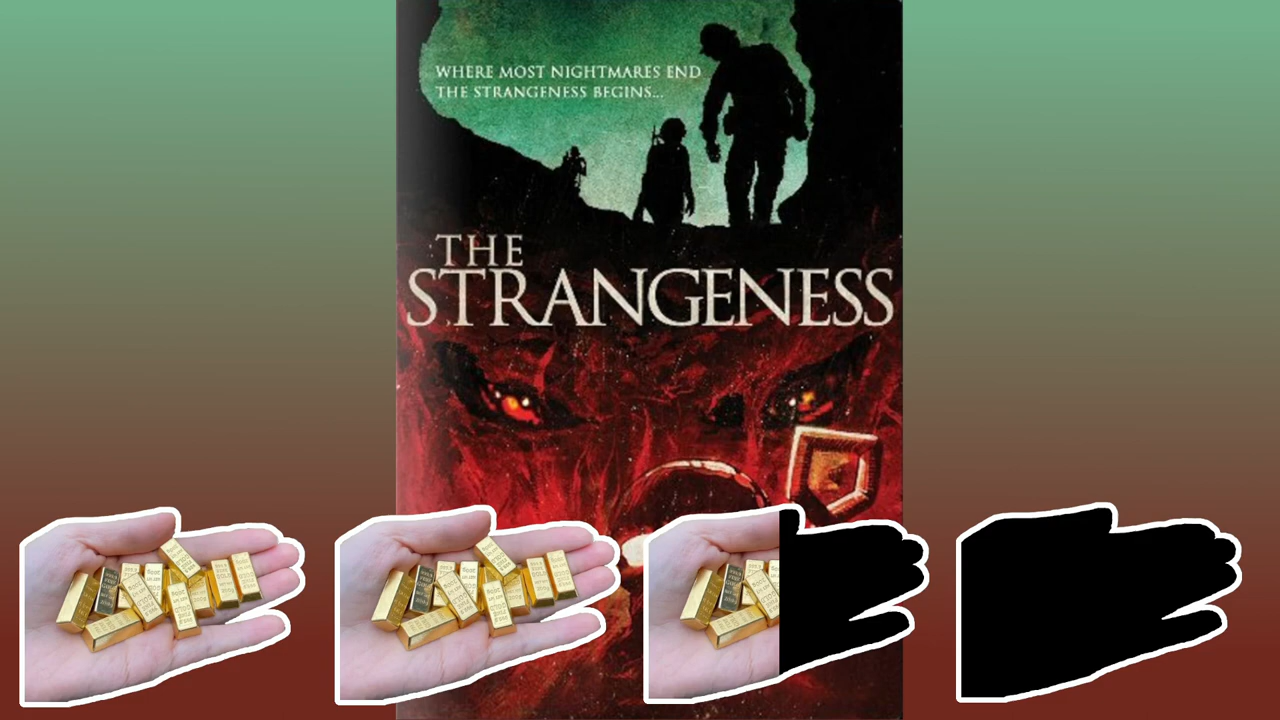 WHERE MOST NIGHTMARES END
THE STRANGENESS BEGINS...
THE
STRANGENESS